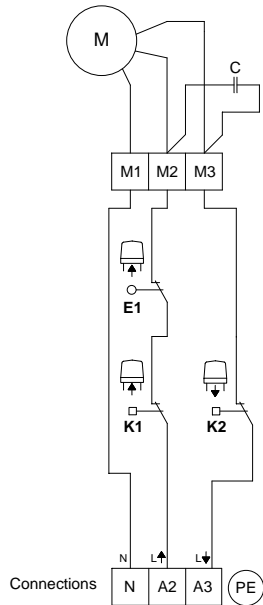 M
C
M1 M2 M3
E1
K1 K2
N L L
Connections N A2 A3 PE